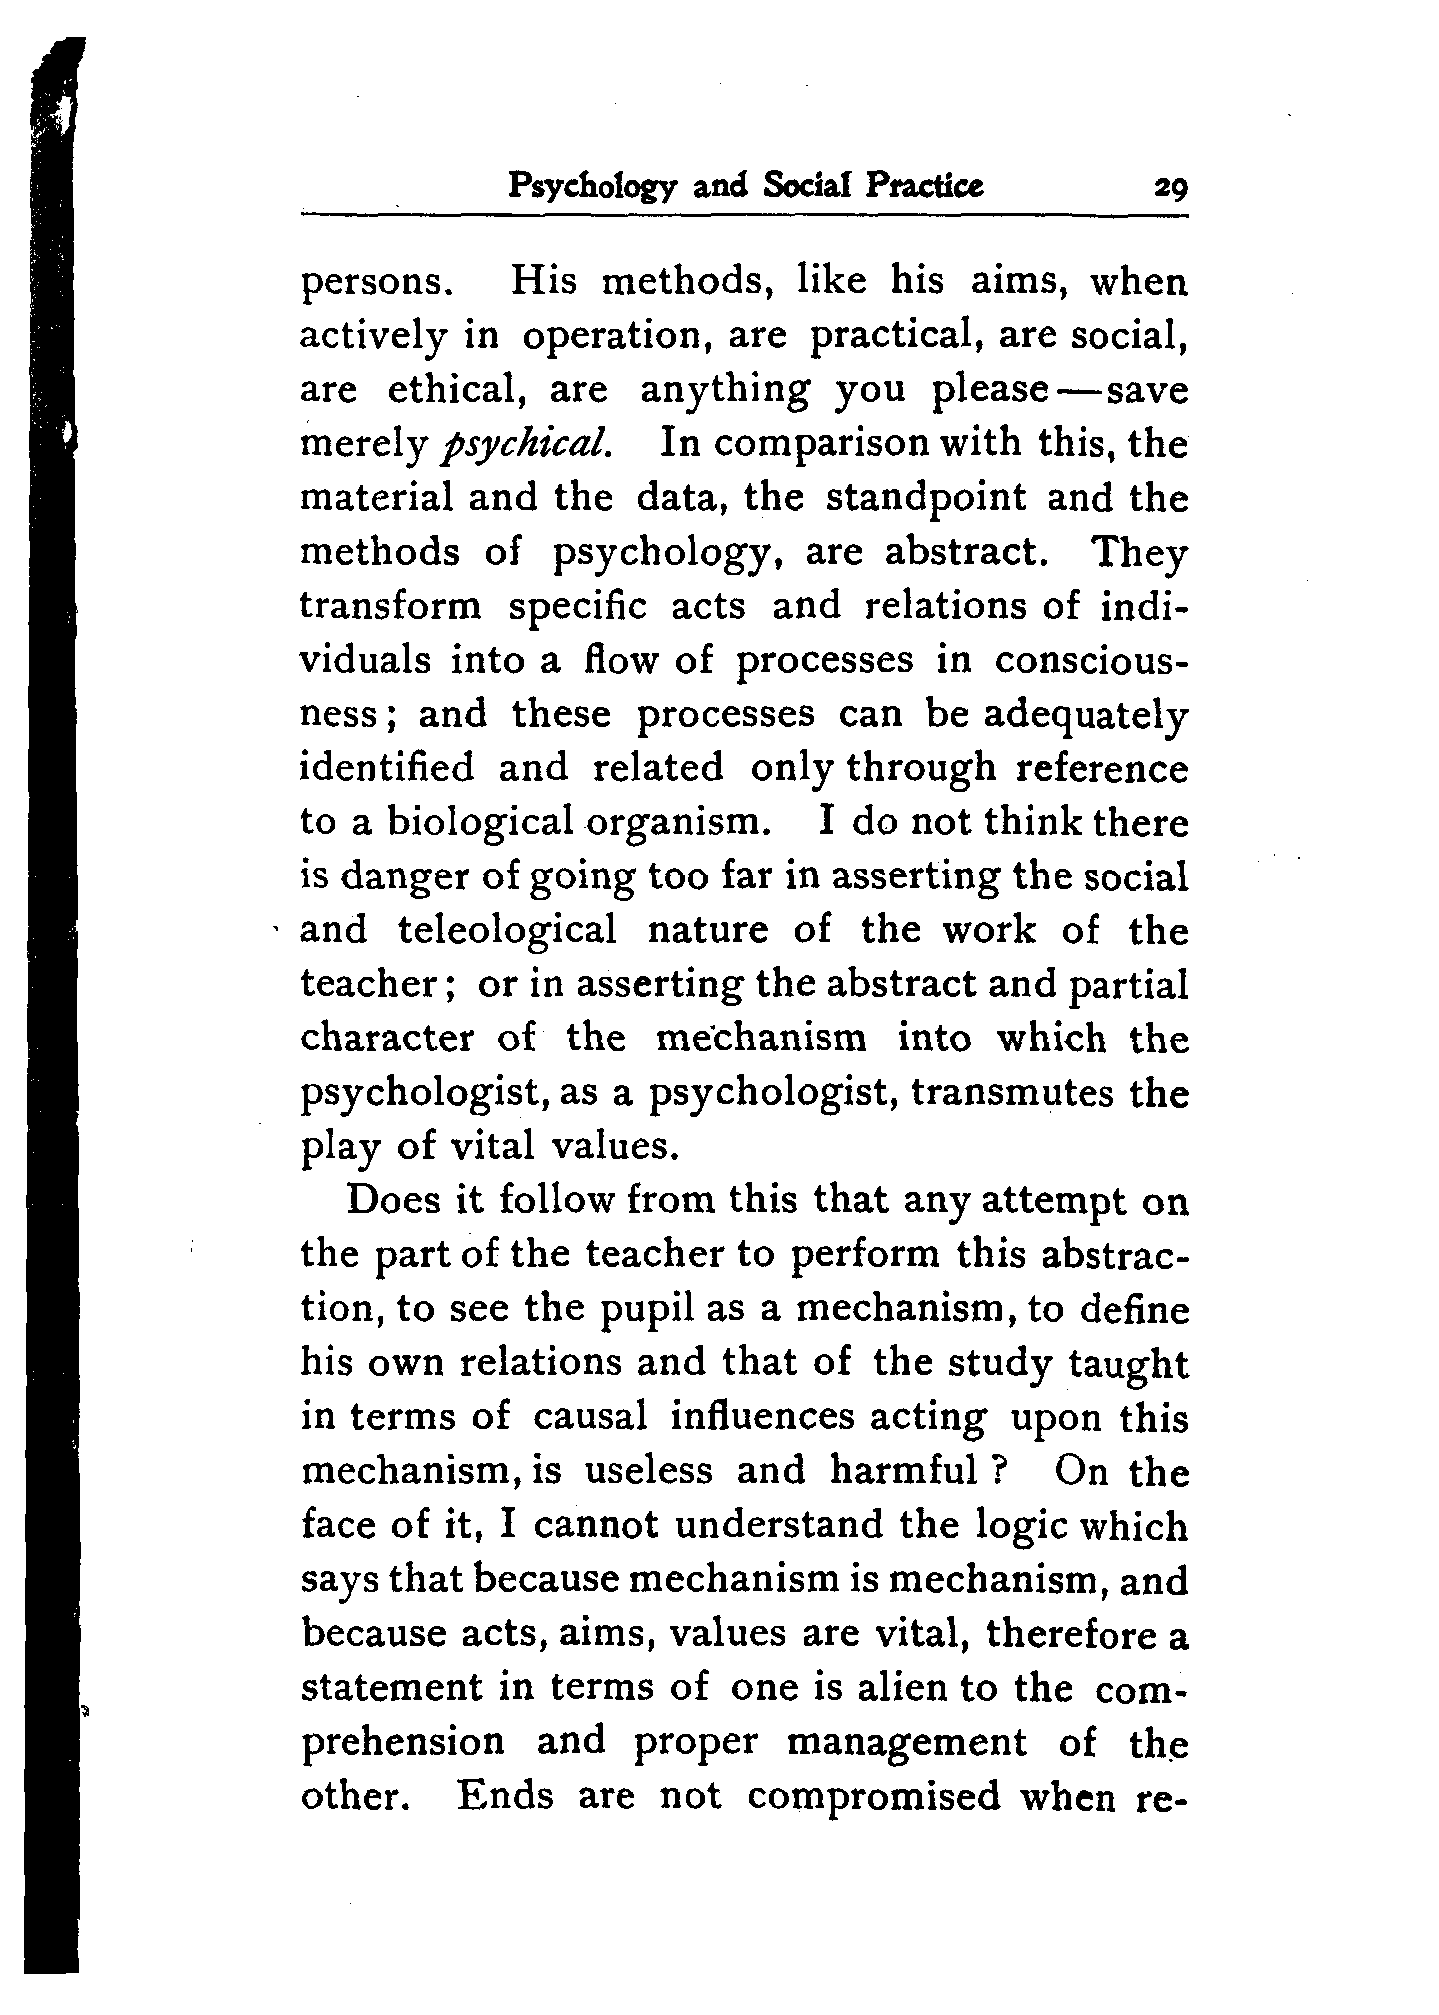 Psychology and Social Practice 29
persons. His methods, like his aims, when
actively in operation, are practical, are social,
are ethical, are anything you please—save
merely psychical. In comparison with this, the
material and the data, the standpoint and the
methods of psychology, are abstract. They
transform specific acts and relations of indi-
viduals into a flow of processes in conscious-
ness; and these processes can be adequately
identified and related only through reference
to a biological organism. I do not think there
is danger of going too far in asserting the social
and teleological nature of the work of the
teacher; or in asserting the abstract and partial
character of the mechanism into which the
psychologist, as a psychologist, transmutes the
play of vital values.
Does it follow from this that any attempt on
the part of the teacher to perform this abstrac-
tion, to see the pupil as a mechanism, to define
his own relations and that of the study taught
in terms of causal influences acting upon this
mechanism, is useless and harmful? On the
face of it, I cannot understand the logic which
says that because mechanism is mechanism, and
because acts, aims, values are vital, therefore a
statement in terms of one is alien to the com-
prehension and proper management of the
other. Ends are not compromised when re-